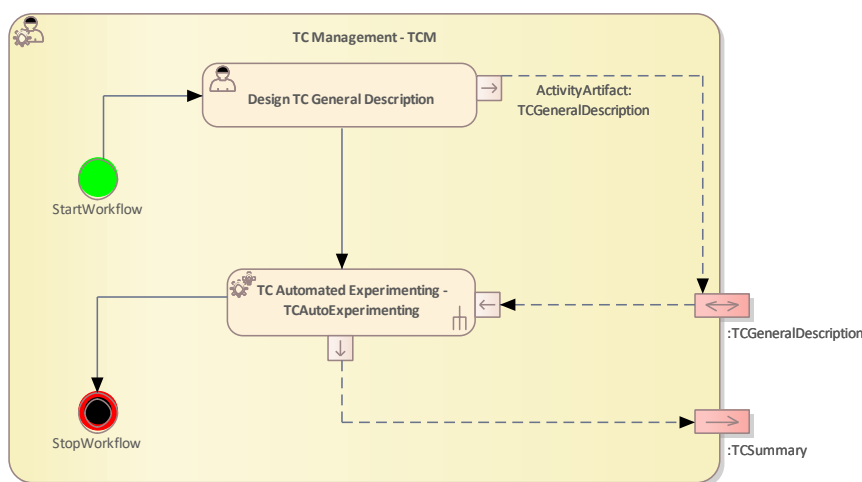 TC Management - TCM
Design TC General Description
ActivityArtifact:
TCGeneralDescription
StartWorkflow
TC Automated Experimenting -
TCAutoExperimenting
:TCGeneralDescription
StopWorkflow
:TCSummary